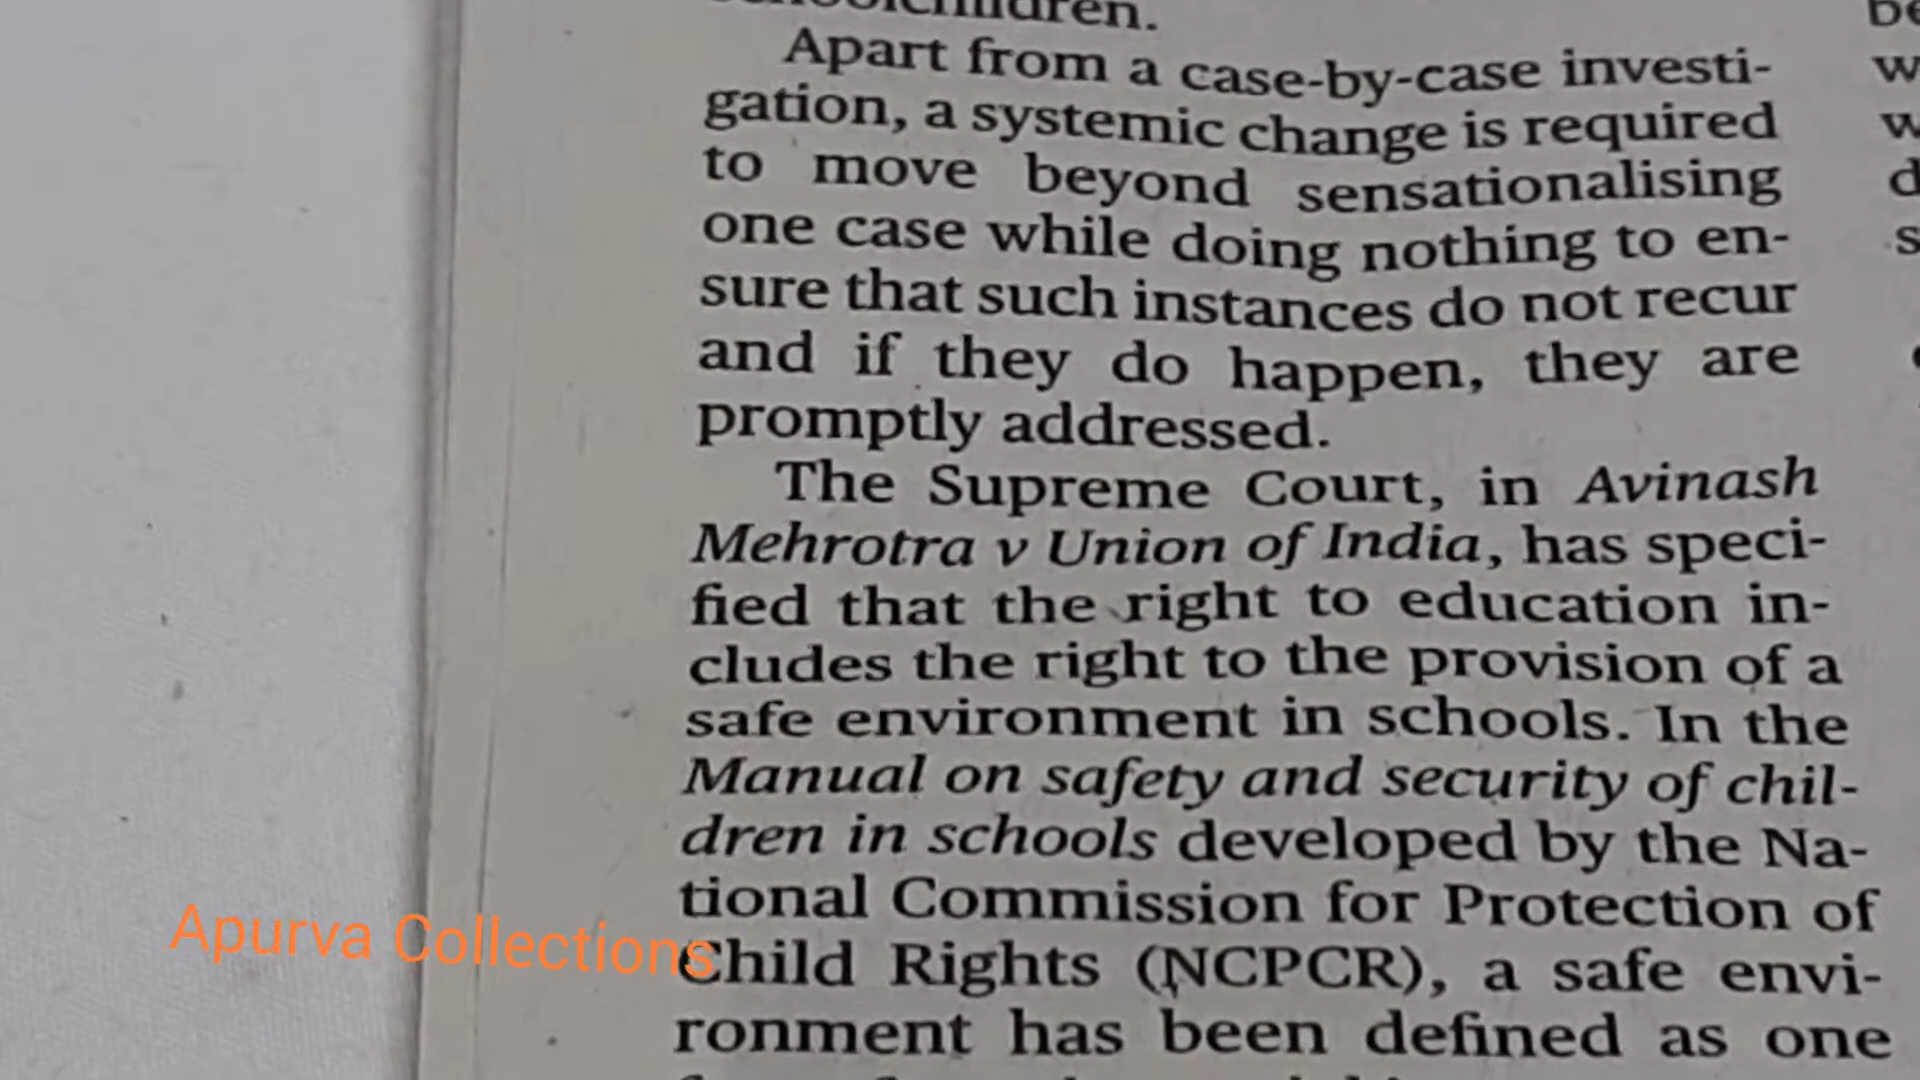 schoolchildren.
Apart from a case-by-case investi-
gation, a systemic change is required
to move beyond sensationalising
one case while doing nothing to en-
sure that such instances do not recur
and if they do happen, they are
promptly addressed.
The Supreme Court, in Avinash
Mehrotra v Union of India, has speci-
fied that the right to education in-
cludes the right to the provision of a
safe environment in schools. In the
Manual on safety and security of chil-
dren in schools developed by the Na-
tional Commission for Protection of
Child Rights (NCPCR), a safe envi-
ronment has been defined as one
Apurva Collections